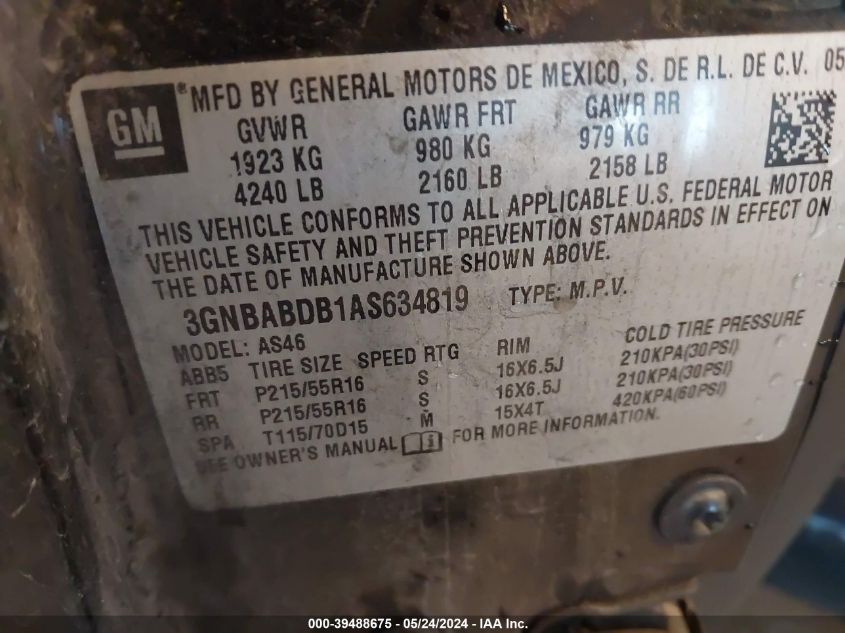 GM
®MFD BY GENERAL MOTORS DE MEXICO, S. DE R.L. DE C.V. 05
GVWR GAWR FRT GAWR RR
1923 KG 980 KG 979 KG
4240 LB 2160 LB 2158 LB
THIS VEHICLE CONFORMS TO ALL APPLICABLE U.S. FEDERAL MOTOR
VEHICLE SAFETY AND THEFT PREVENTION STANDARDS IN EFFECT ON
THE DATE OF MANUFACTURE SHOWN ABOVE.
3GNBABDB1AS634819 TYPE: M.P.V.
MODEL: AS46
ABB5 TIRE SIZE SPEED RTG RIM COLD TIRE PRESSURE
FRT P215/55R16 S 16X6.5J 210KPA(30PSI)
RR P215/55R16 S 16X6.5J 210KPA(30PSI)
SPA T115/70D15 M 15X4T 420KPA(60PSI)
SEE OWNER'S MANUAL FOR MORE INFORMATION.
000-39488675 - 05/24/2024 - IAA Inc.